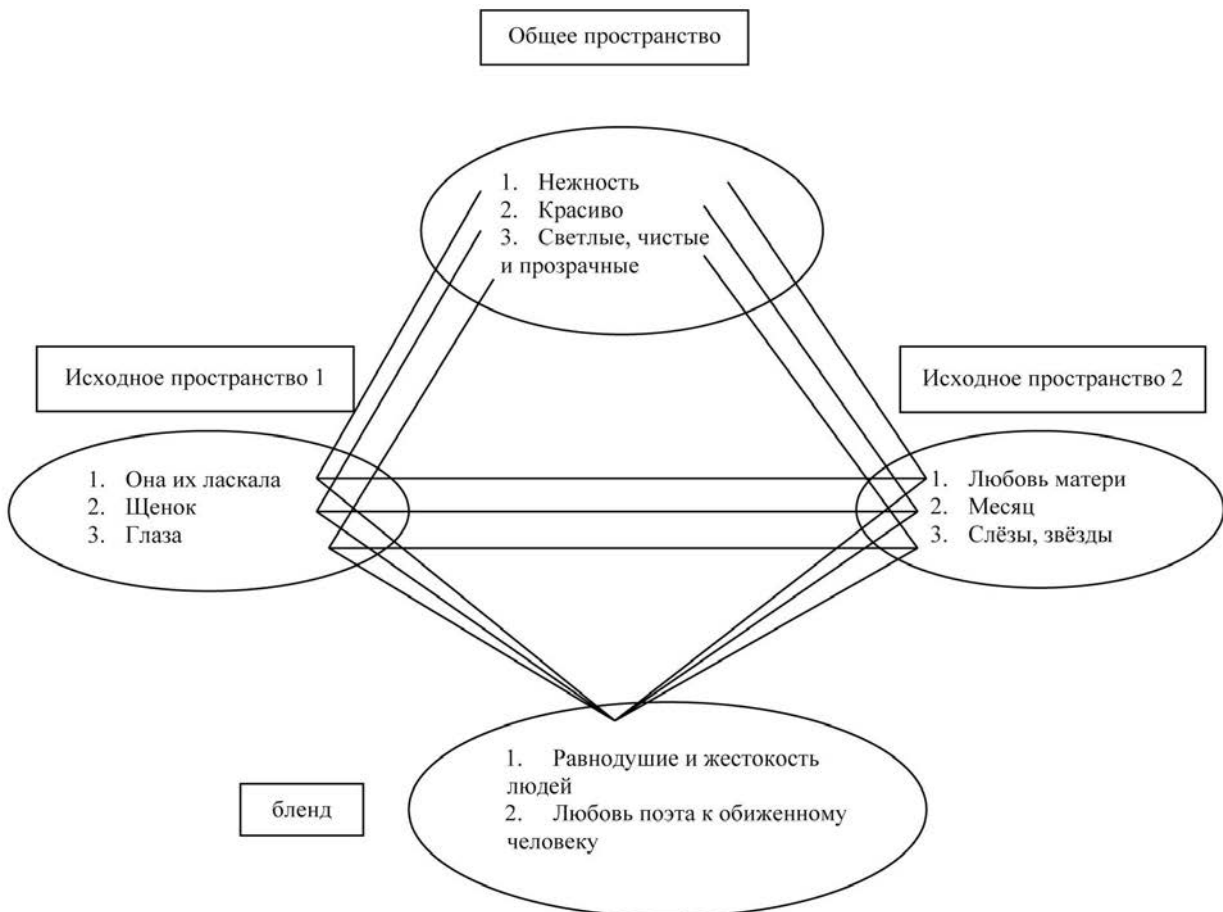 Общее пространство
1. Нежность
2. Красиво
3. Светлые, чистые
и прозрачные
Исходное пространство 1
Исходное пространство 2
1. Она их ласкала
2. Щенок
3. Глаза
1. Любовь матери
2. Месяц
3. Слёзы, звёзды
1. Равнодушие и жестокость
людей
2. Любовь поэта к обиженному
человеку
бленд